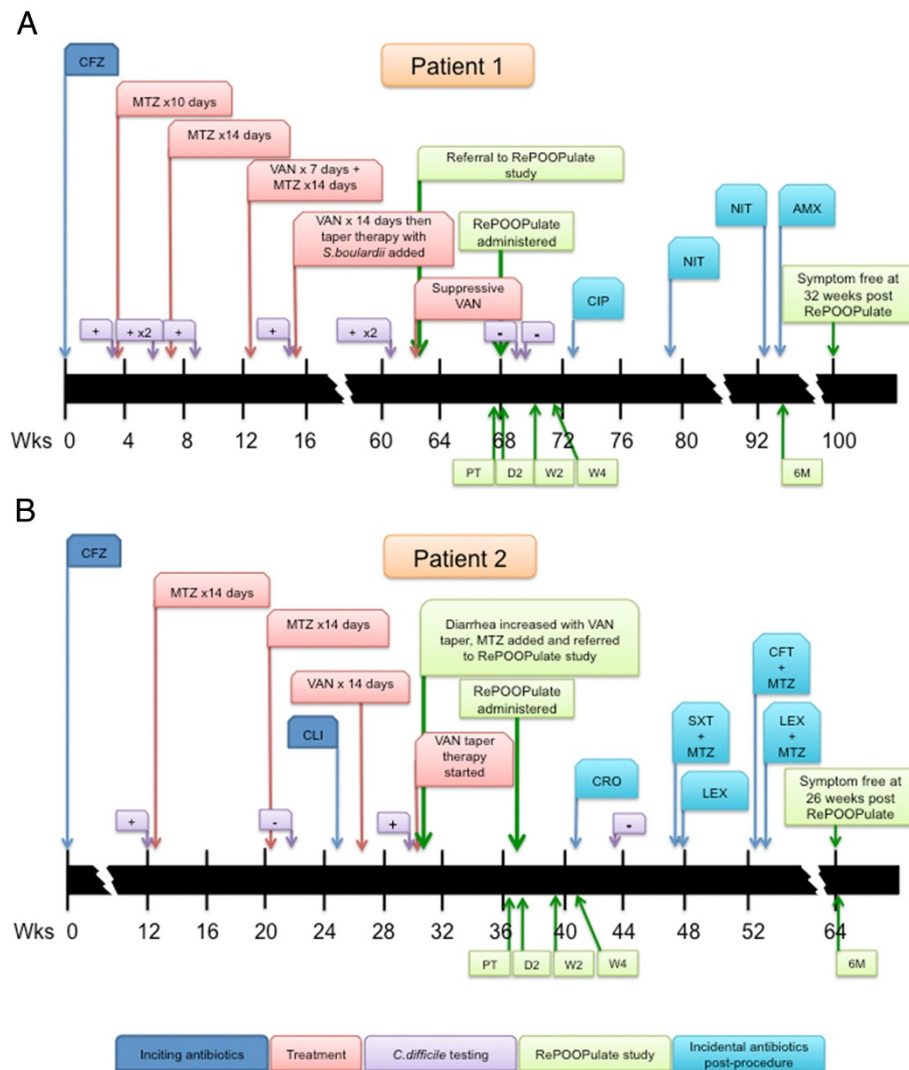 A
CFZ
Patient 1
MTZ x10 days
MTZ x14 days
VAN x 7 days +
MTZ x14 days
Referral to RePOOPulate
study
VAN x 14 days then
taper therapy with
S.boulardii added
RePOOPulate
administered
NIT
AMX
NIT
Suppressive
VAN
CIP
Symptom free at
32 weeks post
RePOOPulate
+
+ x2
+
+
+ x2
-
-
Wks 0 4 8 12 16 60 64 68 72 76 80 92 100
PT D2 W2 W4 6M
B
CFZ
Patient 2
MTZ x14 days
MTZ x14 days
Diarrhea increased with VAN
taper, MTZ added and referred
to RePOOPulate study
CFT
+
MTZ
VAN x 14 days
RePOOPulate
administered
CLI
VAN taper
therapy
started
SXT
+
MTZ
LEX
+
MTZ
CRO
LEX
Symptom free at
26 weeks post
RePOOPulate
+
-
+
-
Wks 0 12 16 20 24 28 32 36 40 44 48 52 64
PT D2 W2 W4 6M
Inciting antibiotics
Treatment
C.difficile testing
RePOOPulate study
Incidental antibiotics
post-procedure